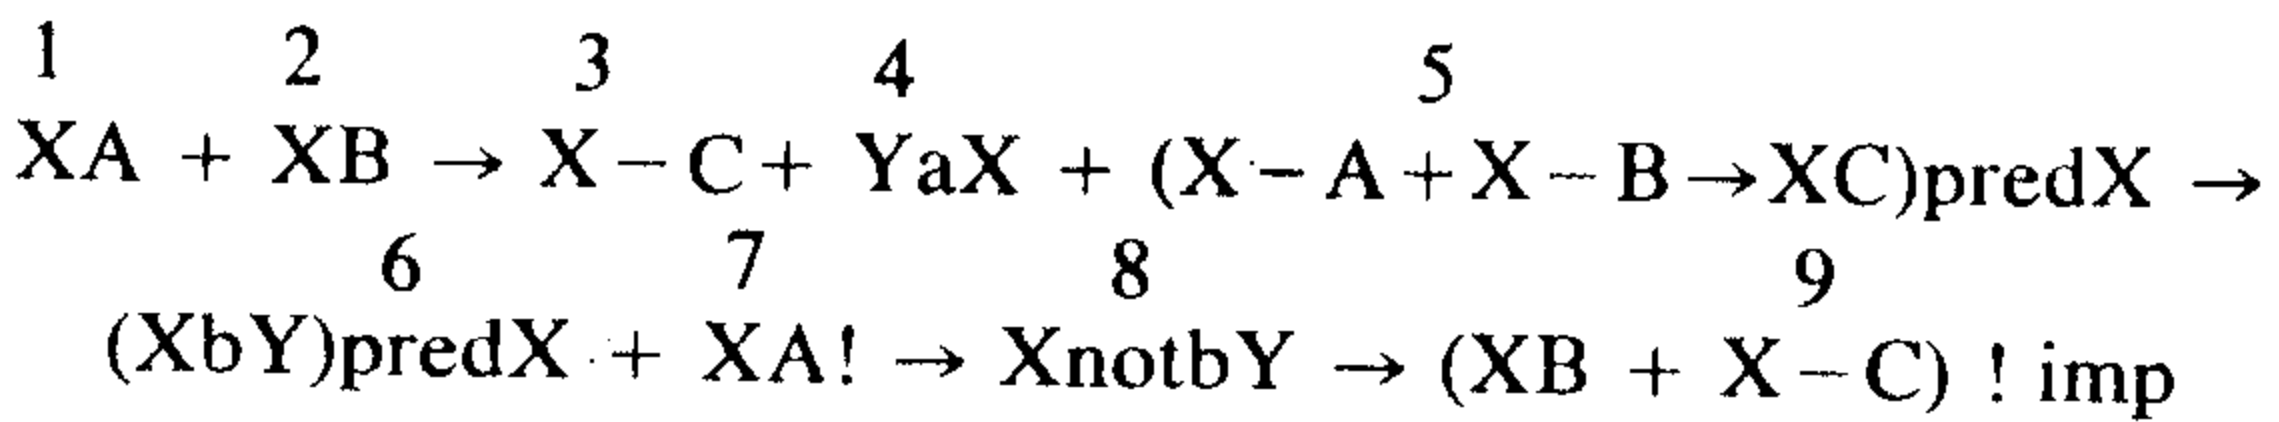 1 2 3 4 5
XA + XB → X – C + YaX + (X – A + X – B → XC)predX →
6 7 8 9
(XbY)predX + XA! → XnotbY → (XB + X – C) ! imp